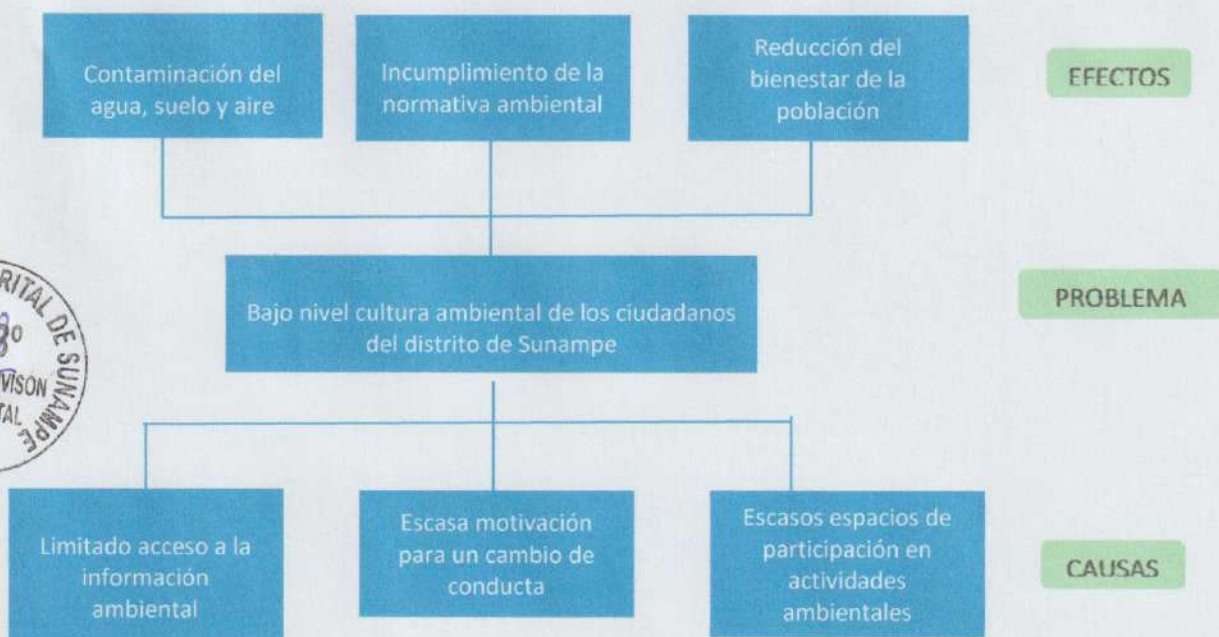 Contaminación del
agua, suelo y aire
Incumplimiento de la
normativa ambiental
Reducción del
bienestar de la
población
EFECTOS
Bajo nivel cultura ambiental de los ciudadanos
del distrito de Sunampe
PROBLEMA
DE SUNAMPE
Limitado acceso a la
información
ambiental
Escasa motivación
para un cambio de
conducta
Escasos espacios de
participación en
actividades
ambientales
CAUSAS